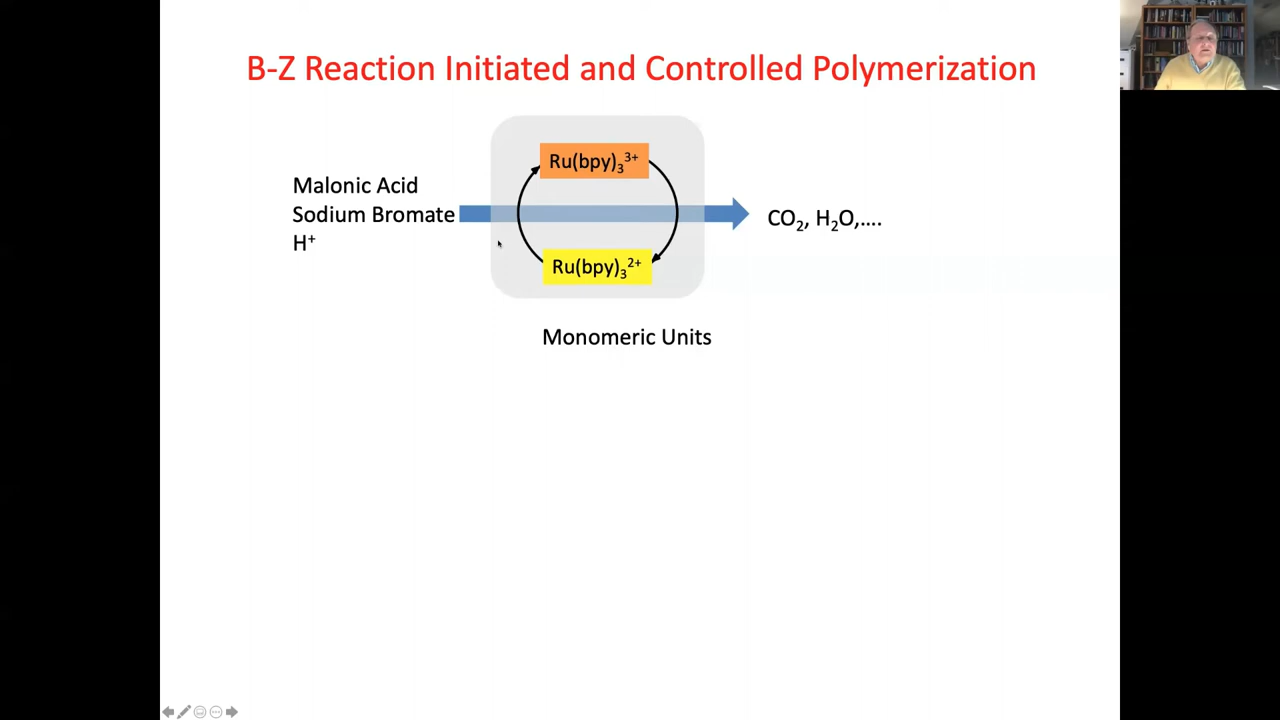 B-Z Reaction Initiated and Controlled Polymerization
Ru(bpy)₃³⁺
Malonic Acid
Sodium Bromate
H⁺
CO₂, H₂O,....
Ru(bpy)₃²⁺
Monomeric Units